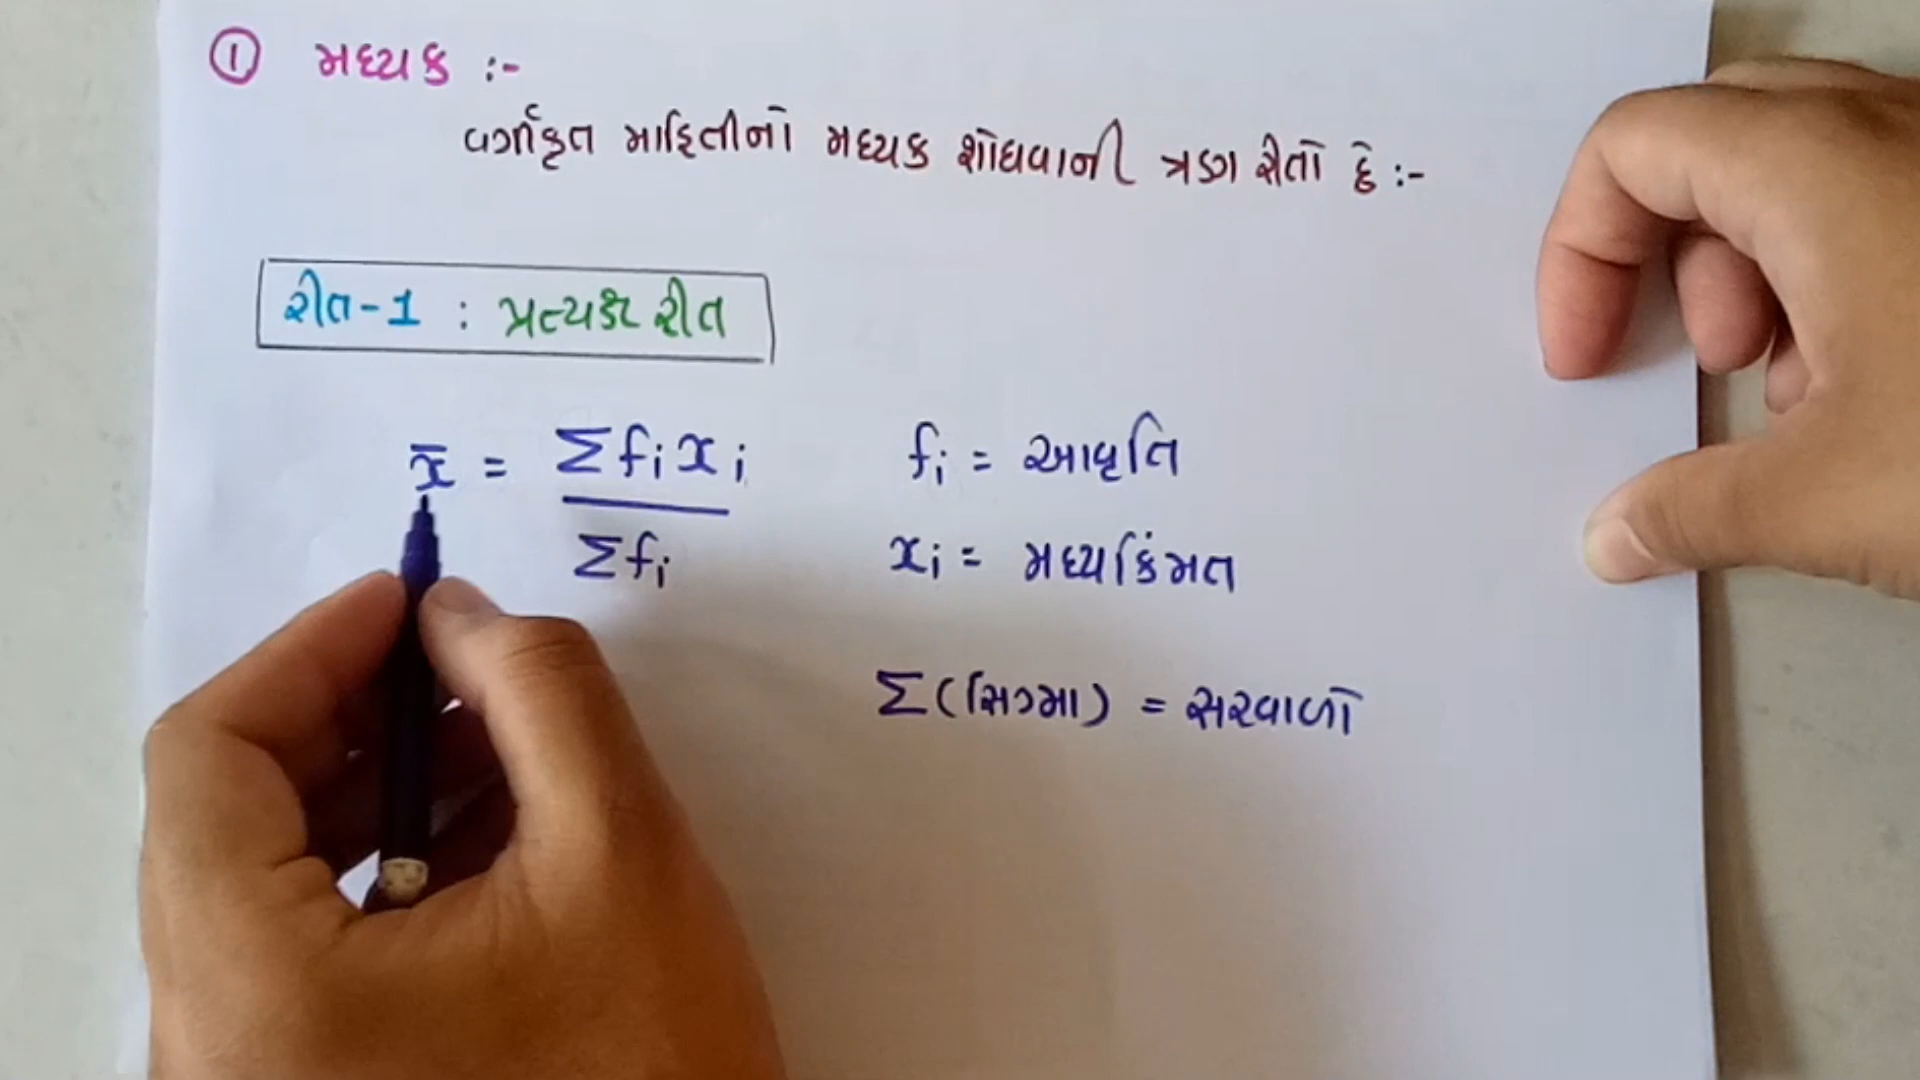 ① મધ્યક :-
વર્ગીકૃત માહિતીનો મધ્યક શોધવાની ત્રણ રીતો છે :-
રીત-1 : પ્રત્યક્ષ રીત
x̄ = Σfixi / Σfi
fi = આવૃતિ
xi = મધ્યકિંમત
Σ(સિગ્મા) = સરવાળો